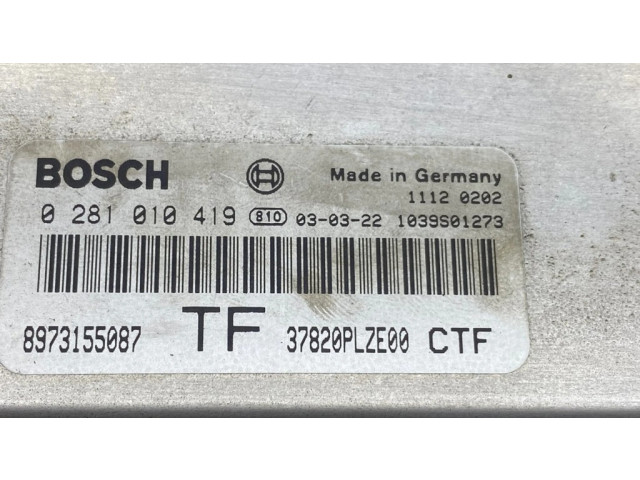 BOSCH Made in Germany
1112 0202
0 281 010 419 810 03-03-22 1039S01273
8973155087 TF 37820PLZE00 CTF